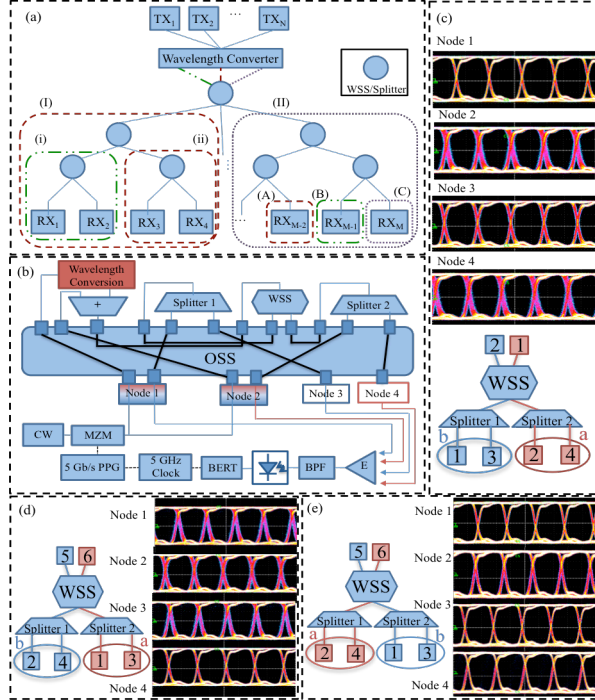 (a)
TX1
TX2
...
TXN
Wavelength Converter
WSS/Splitter
(I)
(II)
(i)
(ii)
(A)
(B)
(C)
RX1
RX2
RX3
RX4
...
RXM-2
RXM-1
RXM
(b)
Wavelength
Conversion
+
Splitter 1
WSS
Splitter 2
OSS
Node 1
Node 2
Node 3
Node 4
CW
MZM
5 Gb/s PPG
5 GHz
Clock
BERT
BPF
E
(c)
Node 1
Node 2
Node 3
Node 4
2
1
WSS
Splitter 1
Splitter 2
b
a
1
3
2
4
(d)
Node 1
Node 2
Node 3
Node 4
5
6
WSS
Splitter 1
Splitter 2
b
a
2
4
1
3
(e)
Node 1
Node 2
Node 3
Node 4
5
6
WSS
Splitter 1
Splitter 2
a
b
2
4
1
3